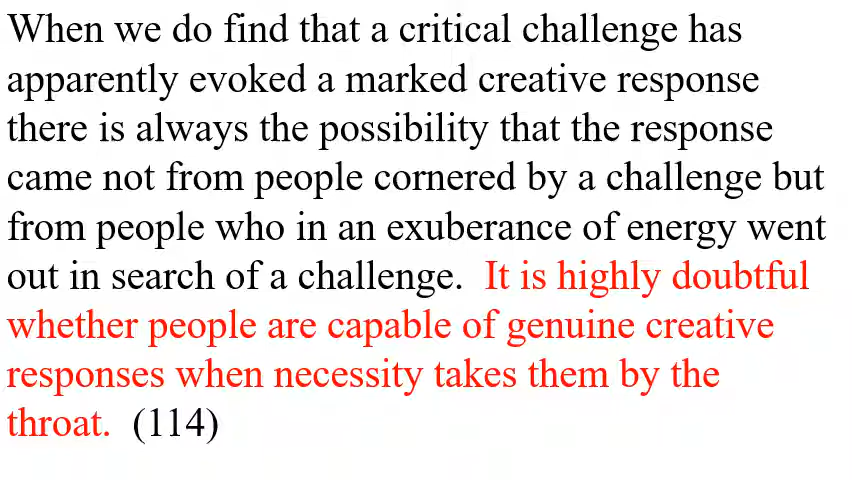 When we do find that a critical challenge has
apparently evoked a marked creative response
there is always the possibility that the response
came not from people cornered by a challenge but
from people who in an exuberance of energy went
out in search of a challenge.  It is highly doubtful
whether people are capable of genuine creative
responses when necessity takes them by the
throat.  (114)